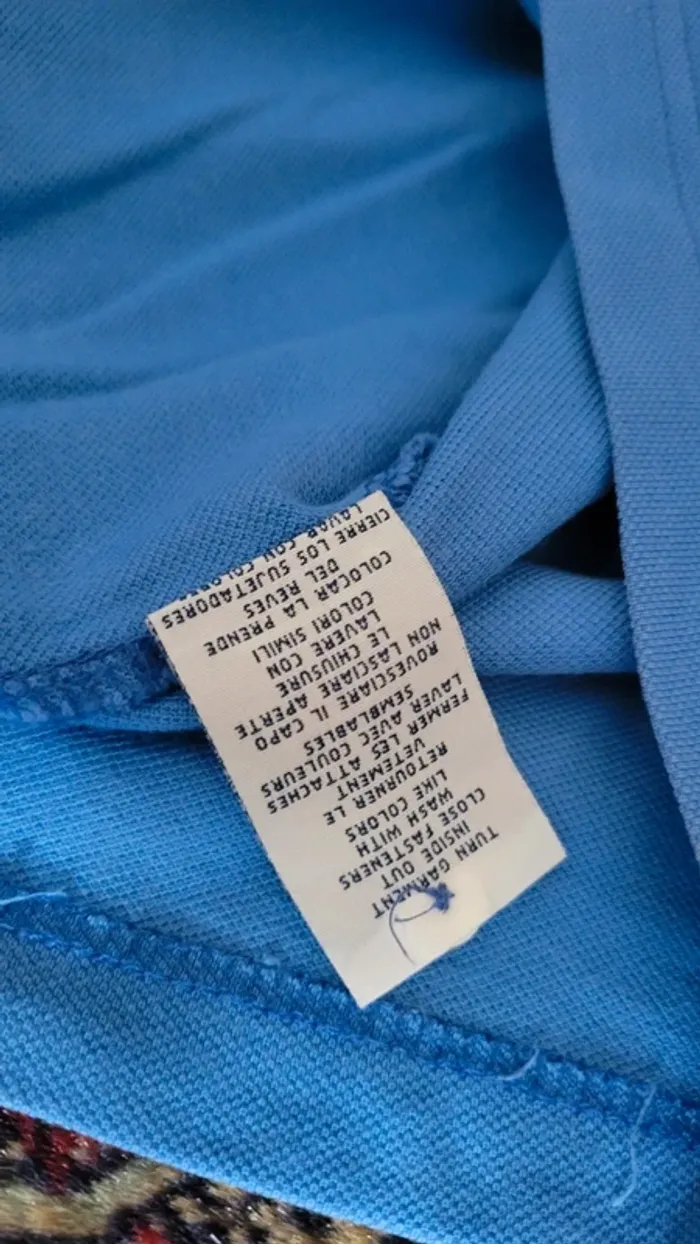 TURN GARMENT
INSIDE OUT
CLOSE FASTENERS
WASH WITH
LIKE COLORS
RETOURNER LE
VETEMENT
FERMER LES ATTACHES
LAVER AVEC COULEURS
SEMBLABLES
ROVESCIARE IL CAPO
NON LASCIARE APERTE
LE CHIUSURE
LAVERE CON
COLORI SIMILI
COLOCAR LA PRENDE
DEL REVES
CIERRE LOS SUJETADORES
LAVAR CON COLORES